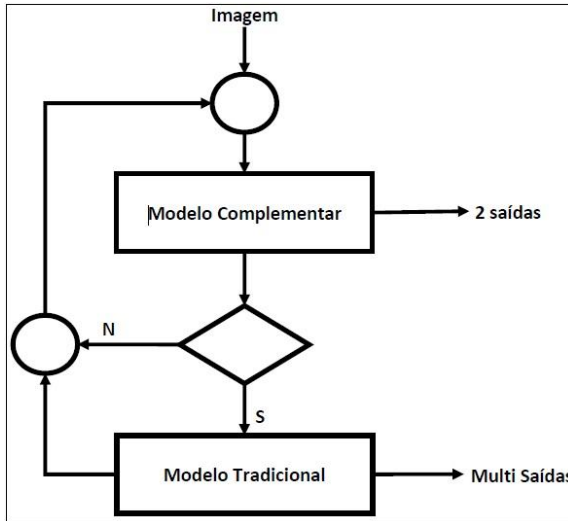 Imagem
Modelo Complementar
2 saídas
N
S
Modelo Tradicional
Multi Saídas